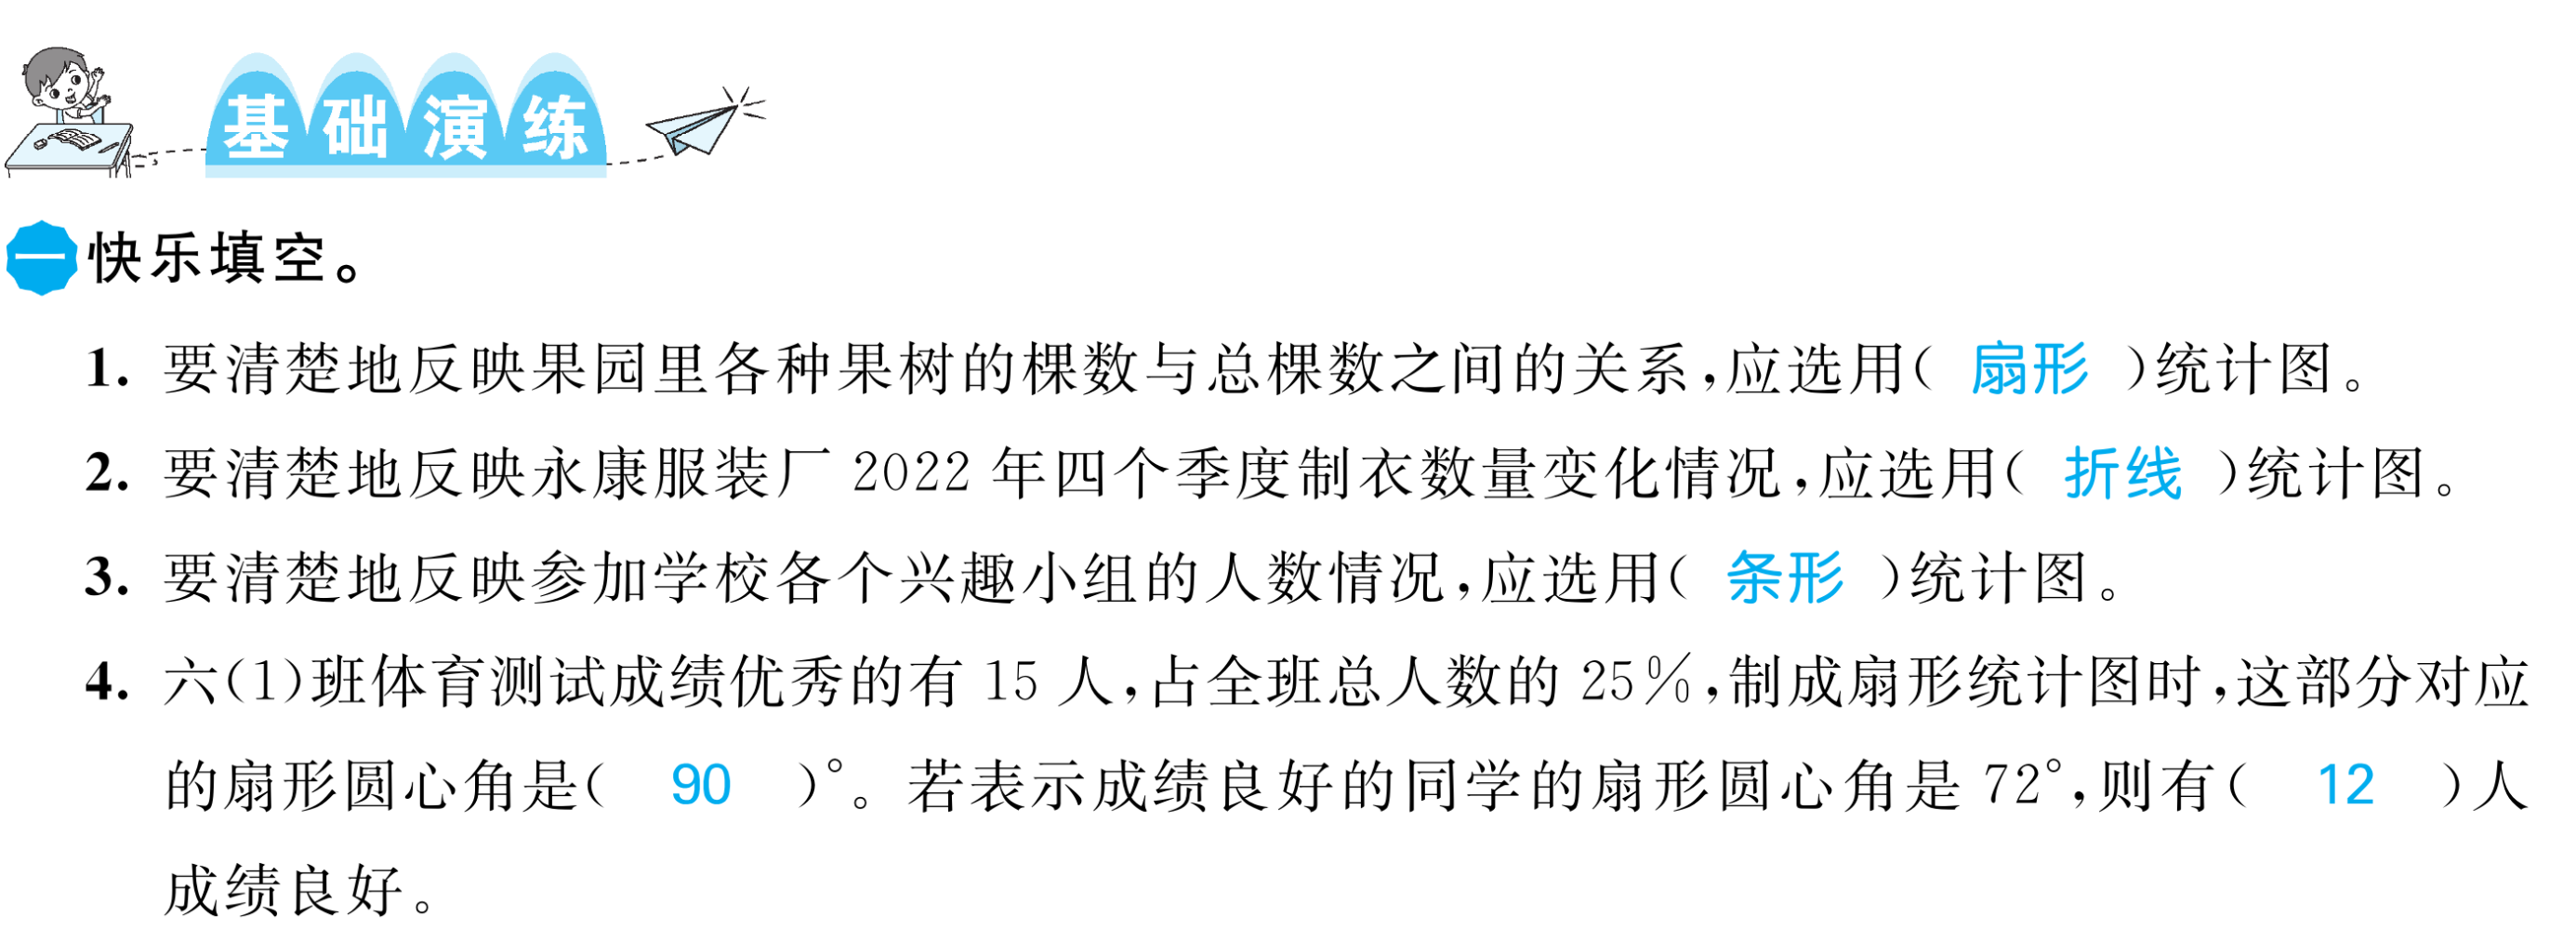 基础演练
一 快乐填空。
1. 要清楚地反映果园里各种果树的棵数与总棵数之间的关系,应选用( 扇形 )统计图。
2. 要清楚地反映永康服装厂 2022 年四个季度制衣数量变化情况,应选用( 折线 )统计图。
3. 要清楚地反映参加学校各个兴趣小组的人数情况,应选用( 条形 )统计图。
4. 六(1)班体育测试成绩优秀的有 15 人,占全班总人数的 25%,制成扇形统计图时,这部分对应
的扇形圆心角是( 90 )°。若表示成绩良好的同学的扇形圆心角是 72°,则有( 12 )人
成绩良好。